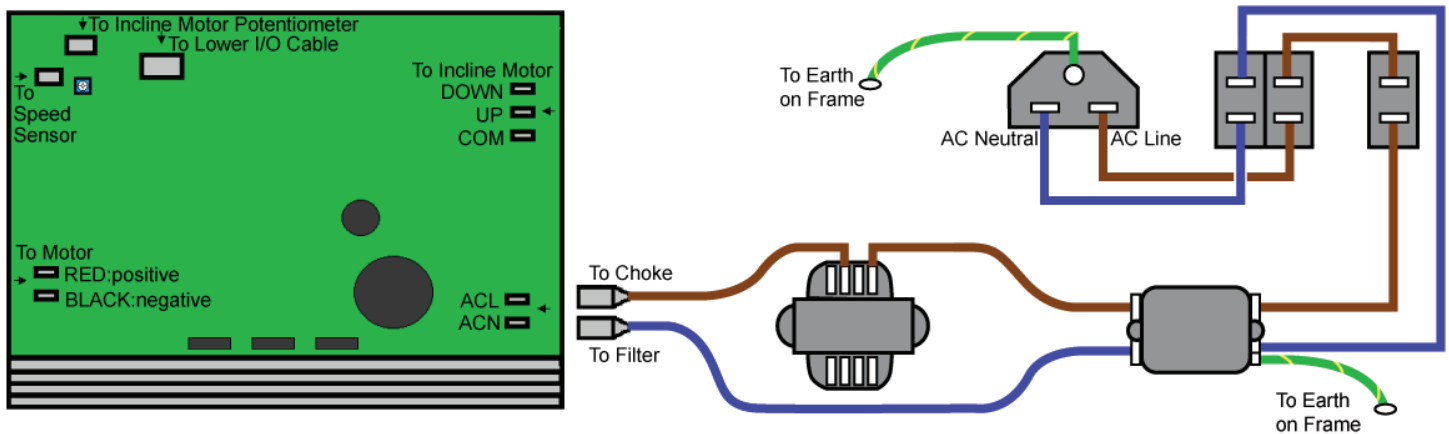 To Incline Motor Potentiometer
To Lower I/O Cable
To
Speed
Sensor
To Incline Motor
DOWN
UP
COM
To Motor
RED:positive
BLACK:negative
ACL
ACN
To Choke
To Filter
To Earth
on Frame
AC Neutral
AC Line
To Earth
on Frame